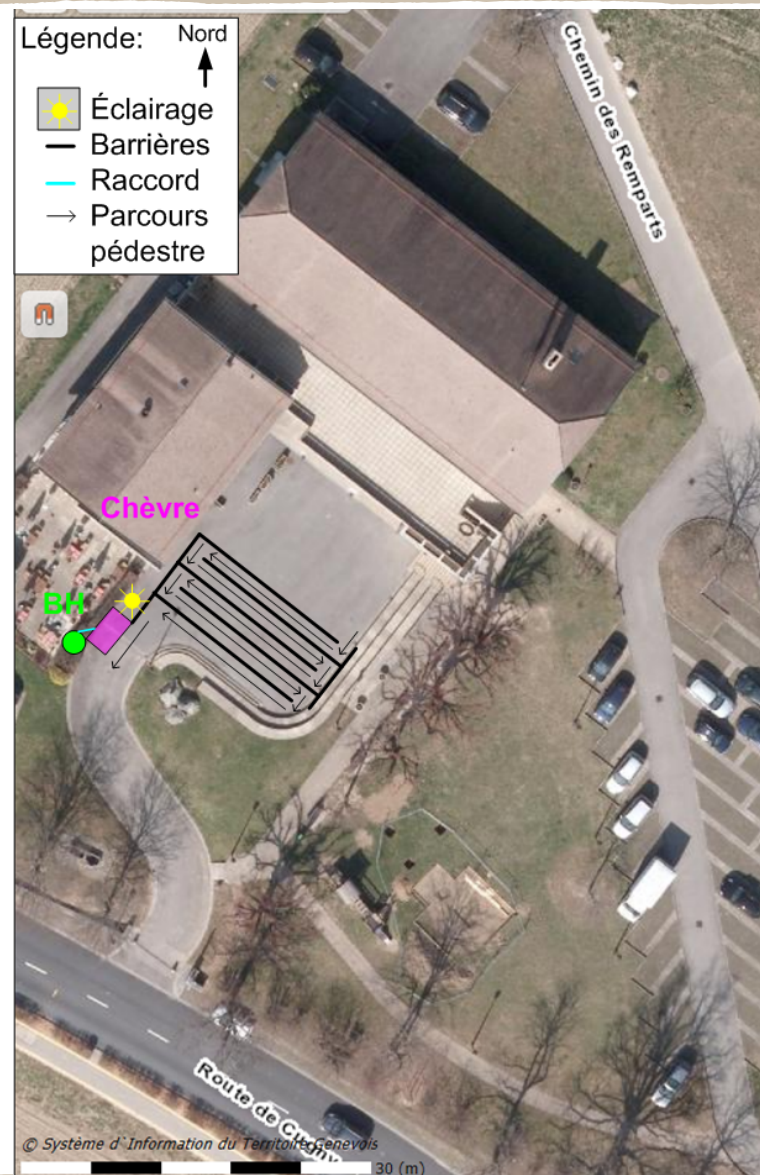 Légende:
Nord
Éclairage
Barrières
Raccord
Parcours
pédestre
Chemin des Remparts
Chèvre
BH
Route de
© Système d`Information du Territoire Genevois
30 (m)